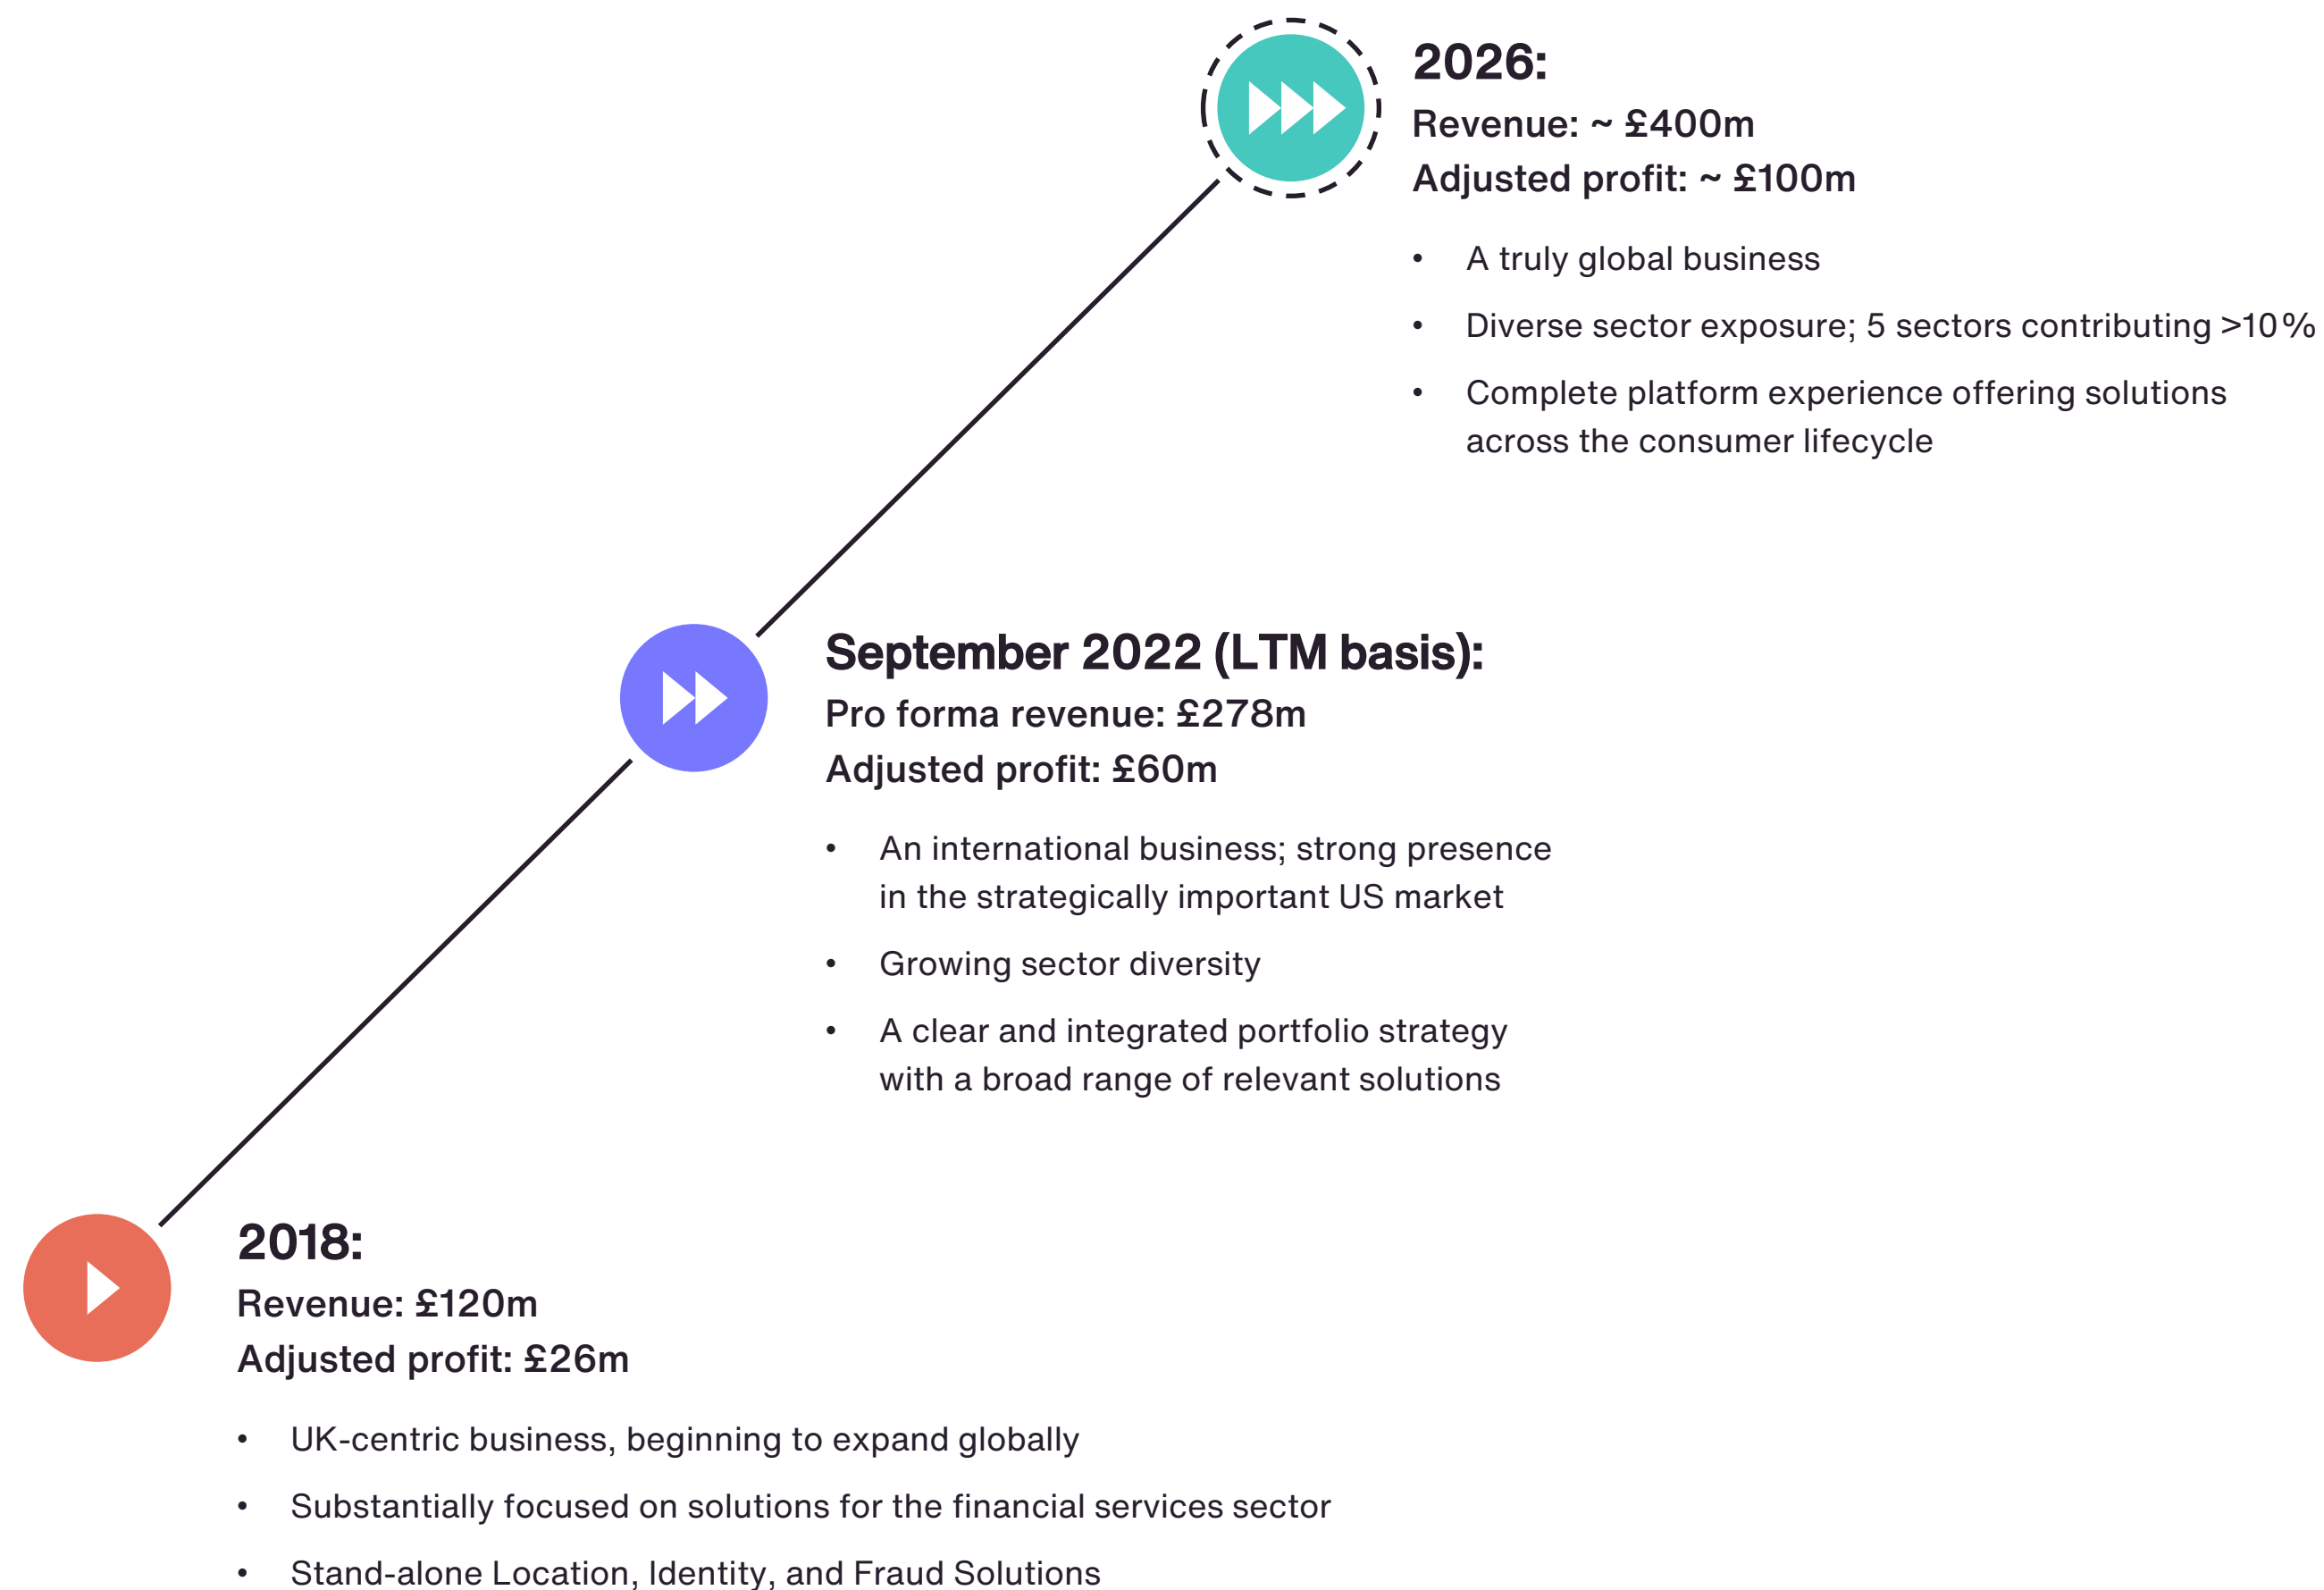 2026:
Revenue: ~ £400m
Adjusted profit: ~ £100m
• A truly global business
• Diverse sector exposure; 5 sectors contributing >10%
• Complete platform experience offering solutions
across the consumer lifecycle
September 2022 (LTM basis):
Pro forma revenue: £278m
Adjusted profit: £60m
• An international business; strong presence
in the strategically important US market
• Growing sector diversity
• A clear and integrated portfolio strategy
with a broad range of relevant solutions
2018:
Revenue: £120m
Adjusted profit: £26m
• UK-centric business, beginning to expand globally
• Substantially focused on solutions for the financial services sector
• Stand-alone Location, Identity, and Fraud Solutions